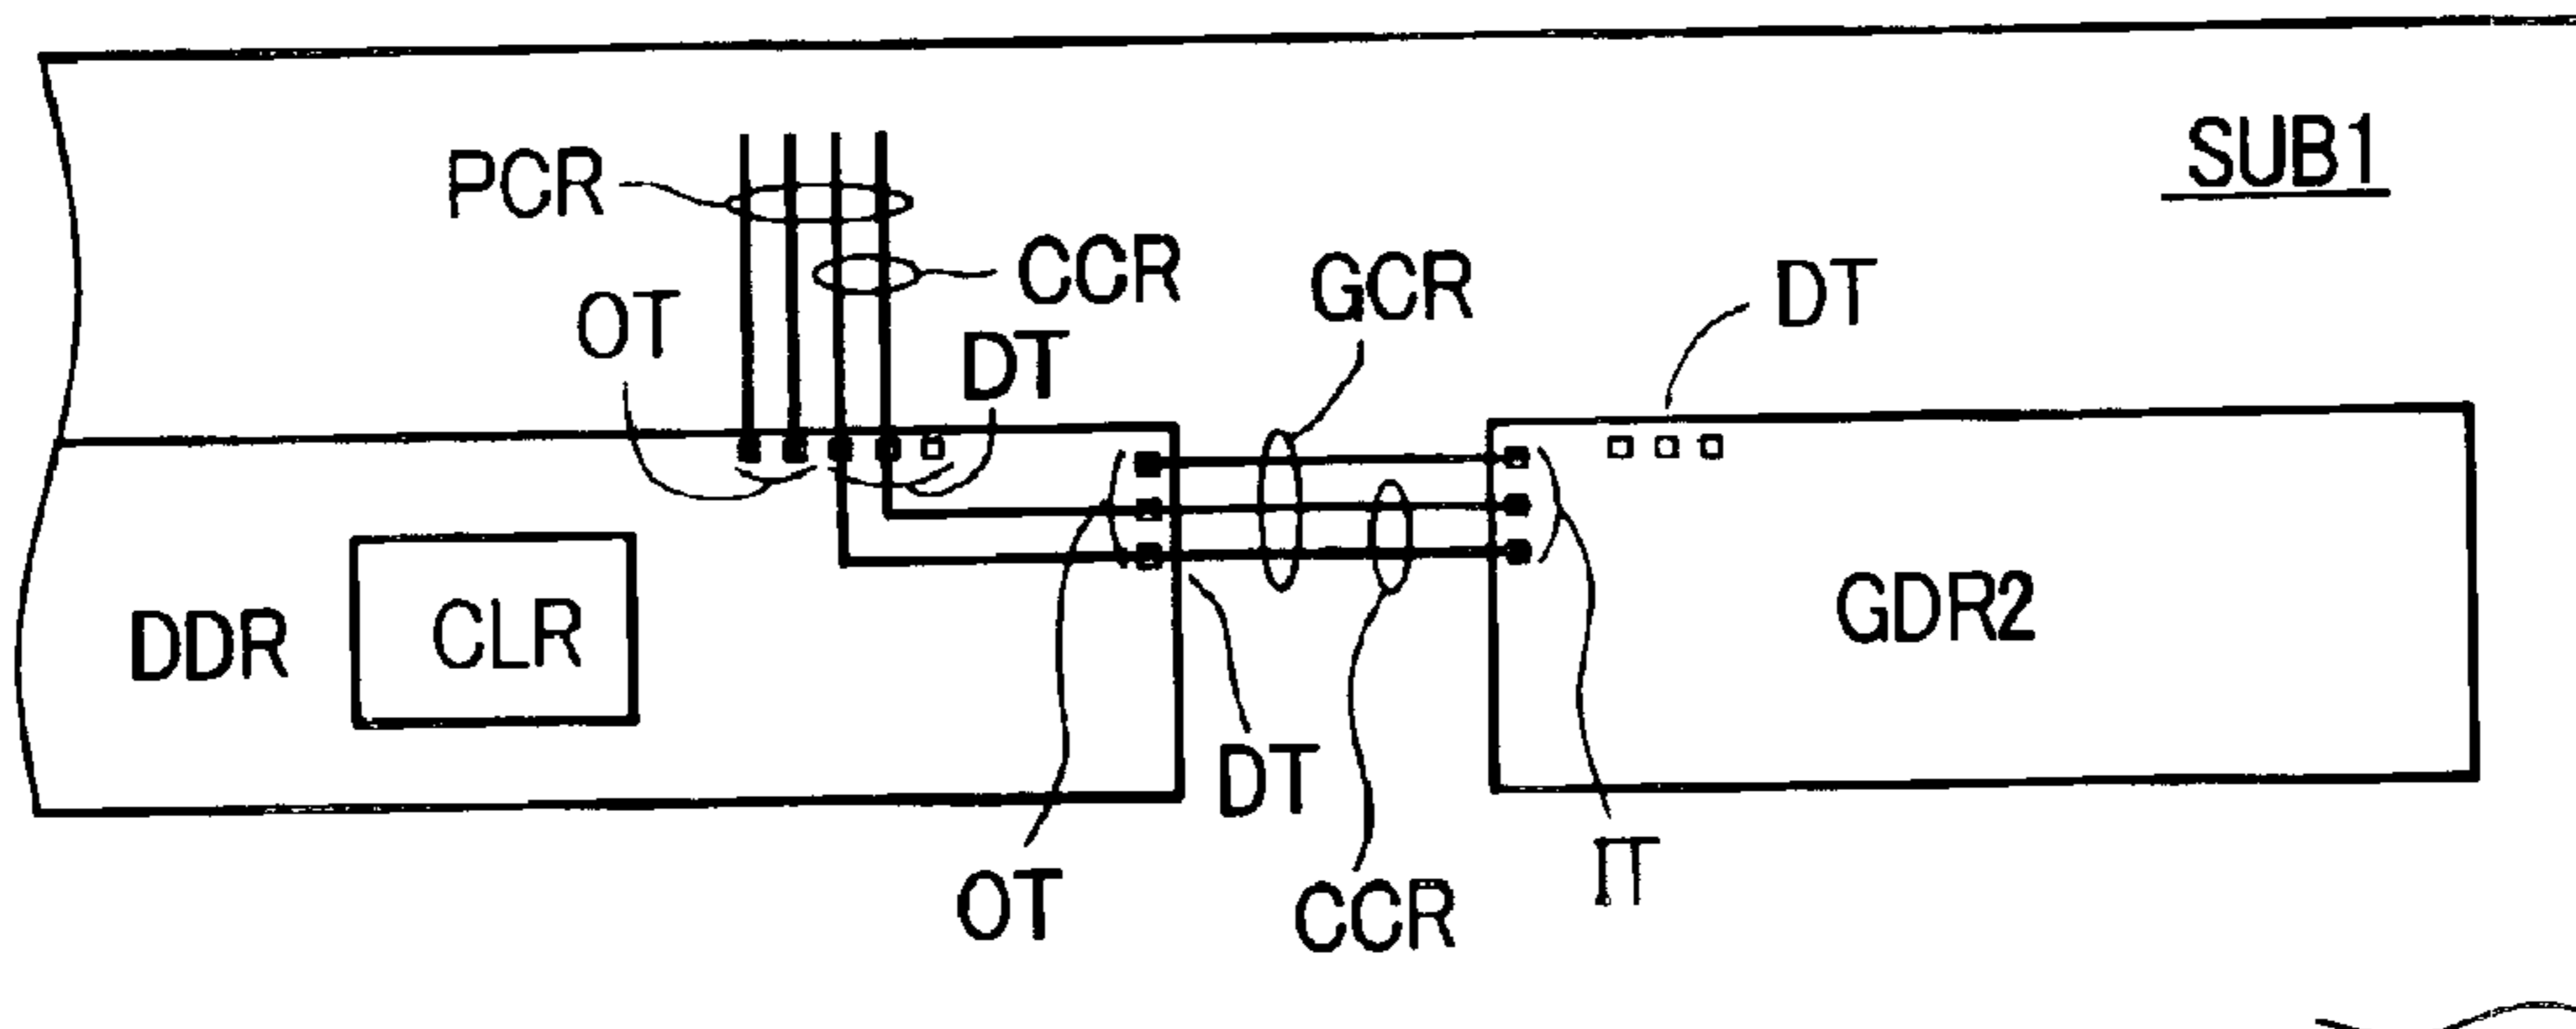 SUB1
PCR
CCR
GCR
DT
OT
DT
DDR
CLR
GDR2
DT
OT
CCR
IT